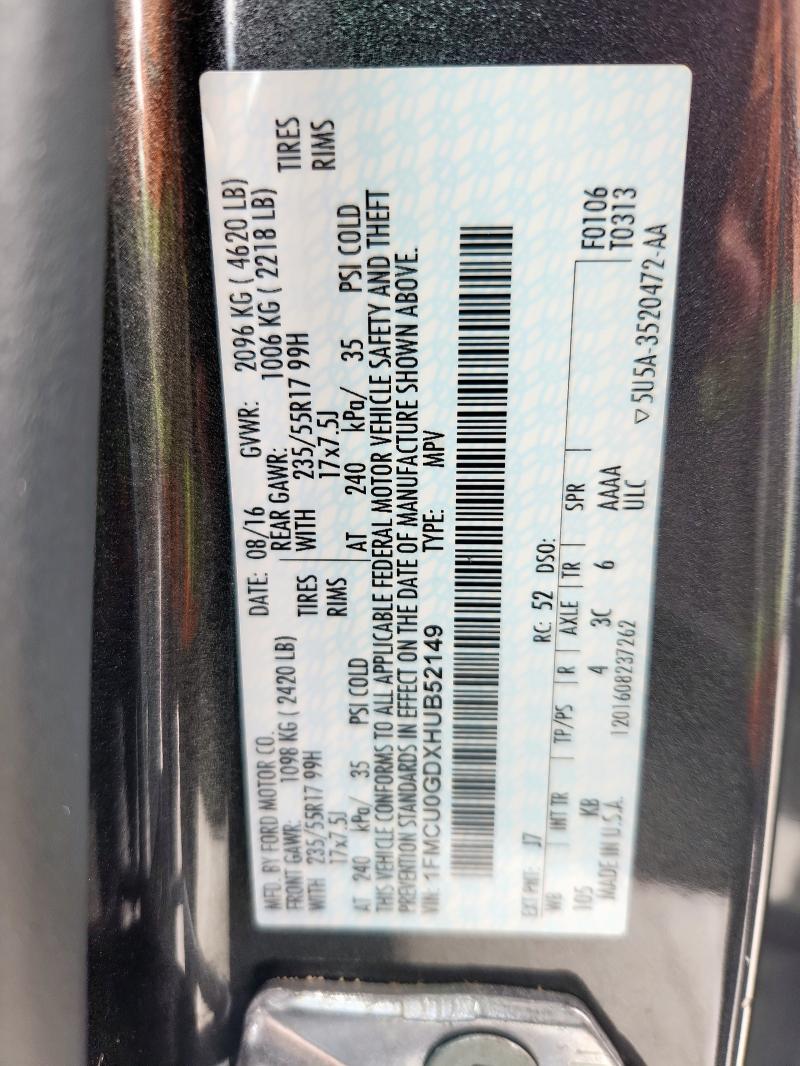 MFD. BY FORD MOTOR CO.
DATE: 08/16 GVWR: 2096 KG ( 4620 LB)
FRONT GAWR: 1098 KG ( 2420 LB) REAR GAWR: 1006 KG ( 2218 LB)
WITH 235/55R17 99H TIRES WITH 235/55R17 99H TIRES
17x7.5J RIMS 17x7.5J RIMS
AT 240 kPa/ 35 PSI COLD AT 240 kPa/ 35 PSI COLD
THIS VEHICLE CONFORMS TO ALL APPLICABLE FEDERAL MOTOR VEHICLE SAFETY AND THEFT
PREVENTION STANDARDS IN EFFECT ON THE DATE OF MANUFACTURE SHOWN ABOVE.
VIN: 1FMCU0GDXHUB52149 TYPE: MPV
EXT PNT: J7 RC: 52 DSO:
WB INT TR TP/PS R AXLE TR SPR F0106
105 KB 4 3C 6 AAAA T0313
MADE IN U.S.A. 1201608237262 ULC ▽5U5A-3520472-AA